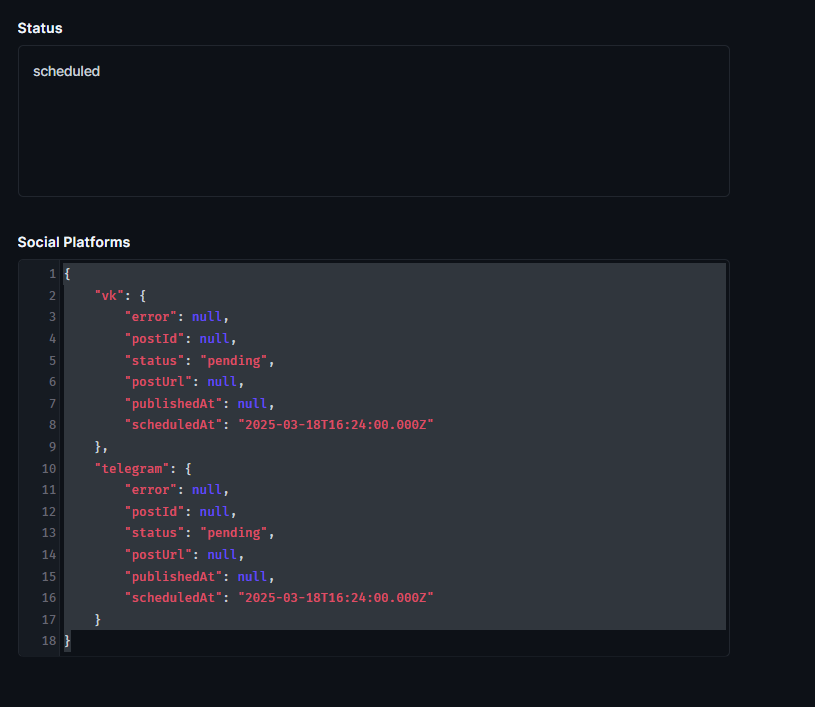 Status
scheduled
Social Platforms
1 {
2     "vk": {
3         "error": null,
4         "postId": null,
5         "status": "pending",
6         "postUrl": null,
7         "publishedAt": null,
8         "scheduledAt": "2025-03-18T16:24:00.000Z"
9     },
10     "telegram": {
11         "error": null,
12         "postId": null,
13         "status": "pending",
14         "postUrl": null,
15         "publishedAt": null,
16         "scheduledAt": "2025-03-18T16:24:00.000Z"
17     }
18 }